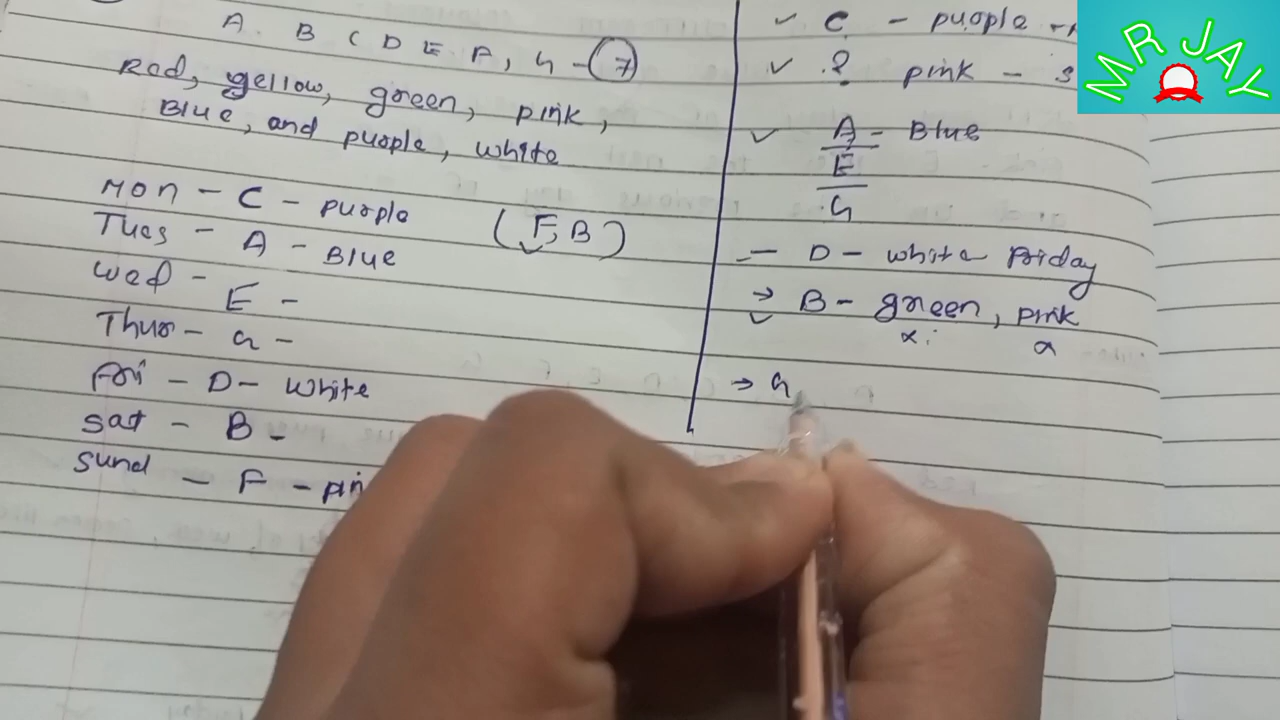 A. B C D E F, G - 7
Red, yellow, green, pink,
Blue, and purple, white
Mon - C - purple
(F, B)
Tues - A - Blue
Wed - E -
Thur - G -
Fri - D - White
Sat - B -
Sund - F - pin
C - purple
? pink - S
A - Blue
E
G
- D - white Friday
→ B - green, pink
x x
→ G
MR JAY